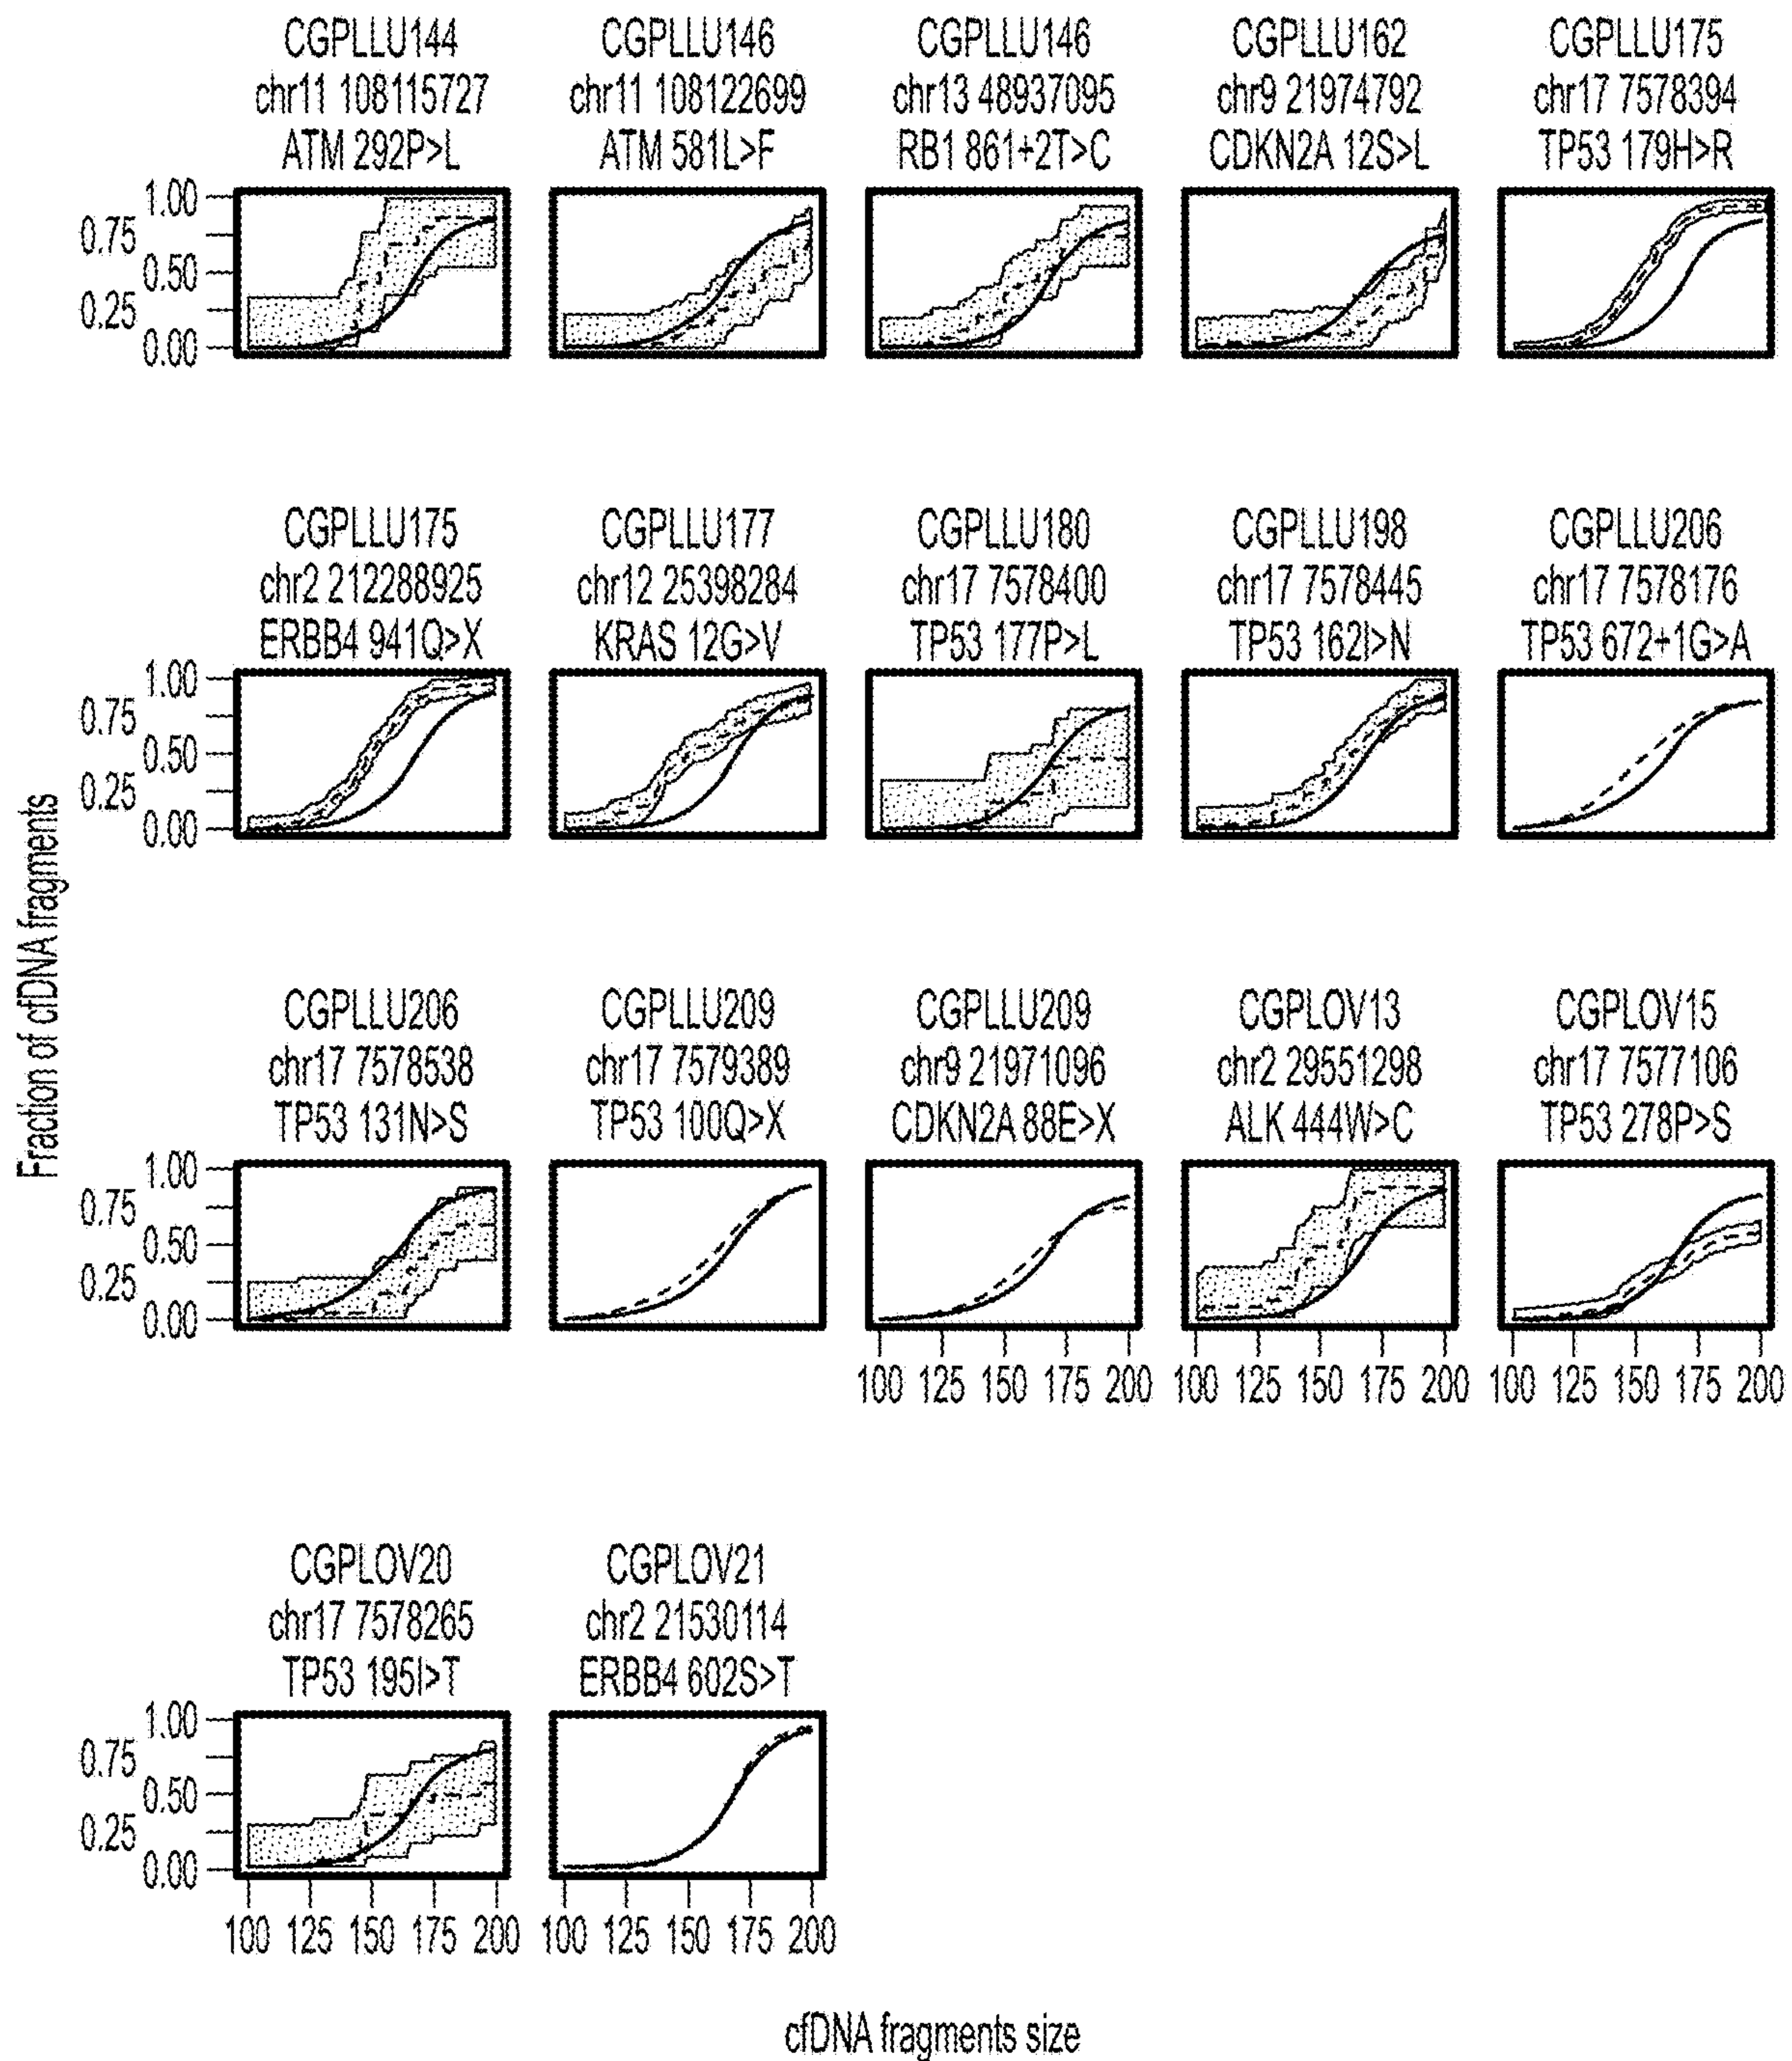 CGPLLU144
chr11 108115727
ATM 292P>L
CGPLLU146
chr11 108122699
ATM 581L>F
CGPLLU146
chr13 48937095
RB1 861+2T>C
CGPLLU162
chr9 21974792
CDKN2A 12S>L
CGPLLU175
chr17 7578394
TP53 179H>R
1.00
0.75
0.50
0.25
0.00
CGPLLU175
chr2 212288925
ERBB4 941Q>X
CGPLLU177
chr12 25398284
KRAS 12G>V
CGPLLU180
chr17 7578400
TP53 177P>L
CGPLLU198
chr17 7578445
TP53 162I>N
CGPLLU206
chr17 7578176
TP53 672+1G>A
1.00
0.75
0.50
0.25
0.00
Fraction of cfDNA fragments
CGPLLU206
chr17 7578538
TP53 131N>S
CGPLLU209
chr17 7579389
TP53 100Q>X
CGPLLU209
chr9 21971096
CDKN2A 88E>X
CGPLOV13
chr2 29551298
ALK 444W>C
CGPLOV15
chr17 7577106
TP53 278P>S
1.00
0.75
0.50
0.25
0.00
100 125 150 175 200
100 125 150 175 200
100 125 150 175 200
CGPLOV20
chr17 7578265
TP53 195I>T
CGPLOV21
chr2 21530114
ERBB4 602S>T
1.00
0.75
0.50
0.25
0.00
100 125 150 175 200
100 125 150 175 200
cfDNA fragments size